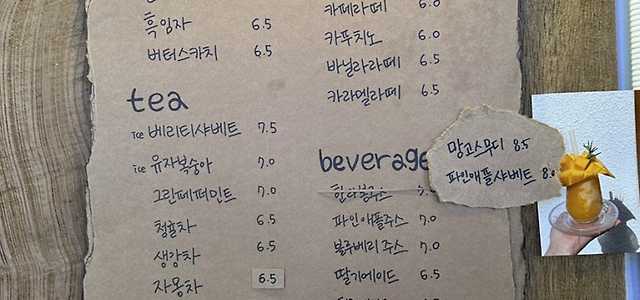 흑임자 6.5
버터스카치 6.5
tea
Ice 베리티샤베트 7.5
ice 유자복숭아 7.0
그린페퍼민트 7.0
청귤차 6.5
생강차 6.5
자몽차 6.5
카페라떼 6.0
카푸치노 6.0
바닐라라떼 6.0
카라멜라떼 6.5
beverage
파인애플주스 7.0
블루베리 주스 7.0
딸기에이드 6.5
망고스무디 8.5
파인애플샤베트 8.0